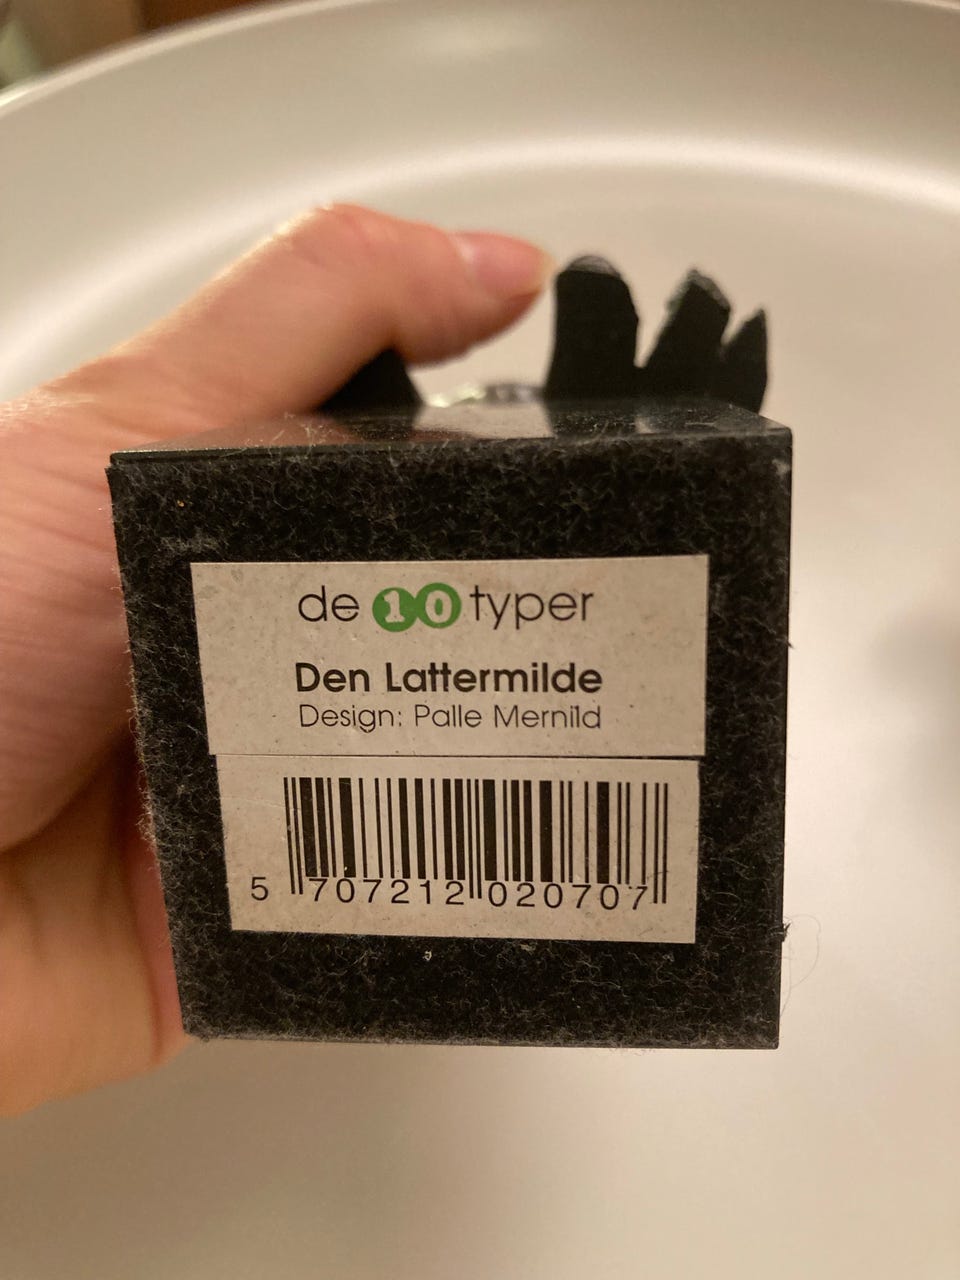 de 10 typer
Den Lattermilde
Design: Palle Mernild
5 707212 020707